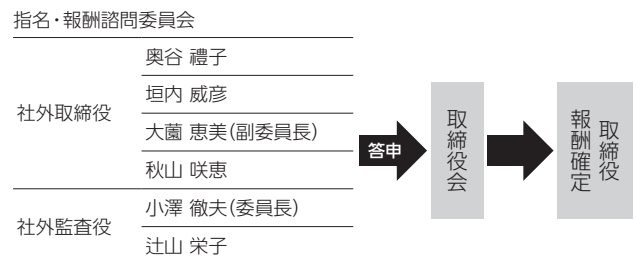 指名・報酬諮問委員会
社外取締役
奥谷 禮子
垣内 威彦
大薗 恵美(副委員長)
秋山 咲恵
社外監査役
小澤 徹夫(委員長)
辻山 栄子
答申
取締役会
取締役
報酬確定